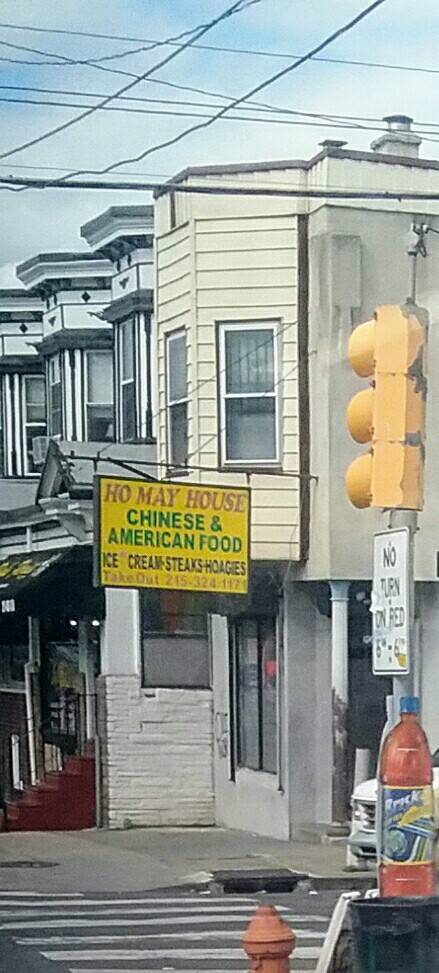 HO MAY HOUSE
CHINESE &
AMERICAN FOOD
ICE CREAM·STEAKS·HOAGIES
Take Out 215-324-1171
NO
TURN
ON RED
Brisk